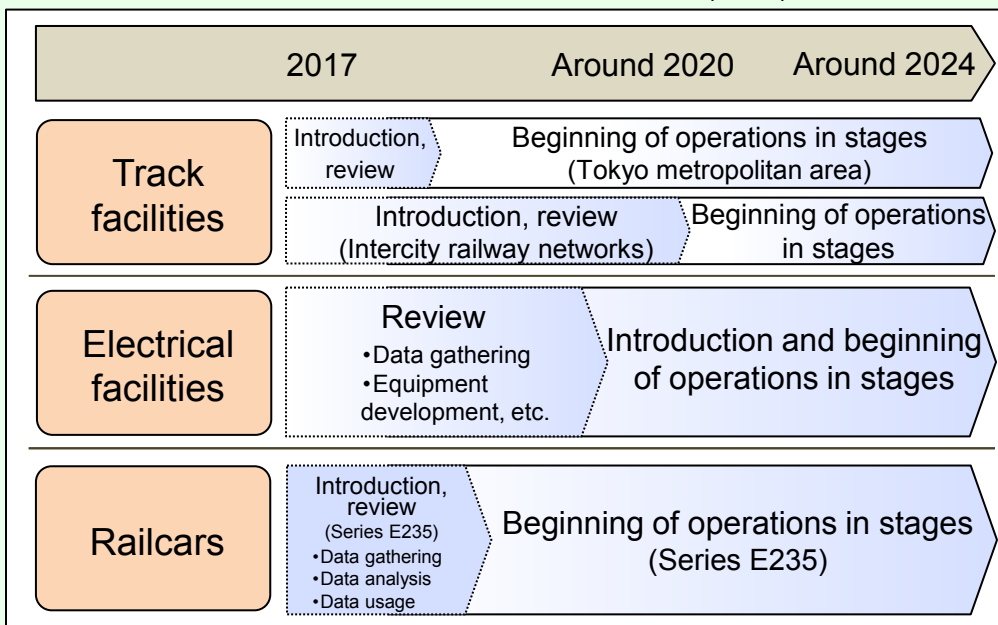 2017 Around 2020 Around 2024
Track
facilities
Introduction,
review
Beginning of operations in stages
(Tokyo metropolitan area)
Introduction, review
(Intercity railway networks)
Beginning of operations
in stages
Electrical
facilities
Review
•Data gathering
•Equipment
development, etc.
Introduction and beginning
of operations in stages
Railcars
Introduction,
review
(Series E235)
•Data gathering
•Data analysis
•Data usage
Beginning of operations in stages
(Series E235)